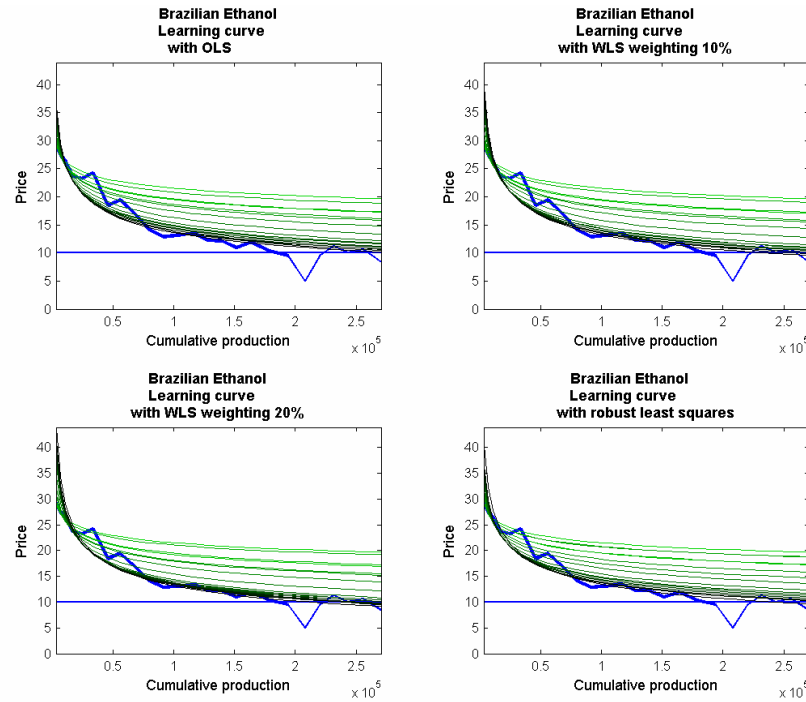 Brazilian Ethanol
Learning curve
with OLS
Price
40
35
30
25
20
15
10
5
0
0.5
1
1.5
2
2.5
Cumulative production
x 10^5
Brazilian Ethanol
Learning curve
with WLS weighting 10%
Price
40
35
30
25
20
15
10
5
0
0.5
1
1.5
2
2.5
Cumulative production
x 10^5
Brazilian Ethanol
Learning curve
with WLS weighting 20%
Price
40
35
30
25
20
15
10
5
0
0.5
1
1.5
2
2.5
Cumulative production
x 10^5
Brazilian Ethanol
Learning curve
with robust least squares
Price
40
35
30
25
20
15
10
5
0
0.5
1
1.5
2
2.5
Cumulative production
x 10^5